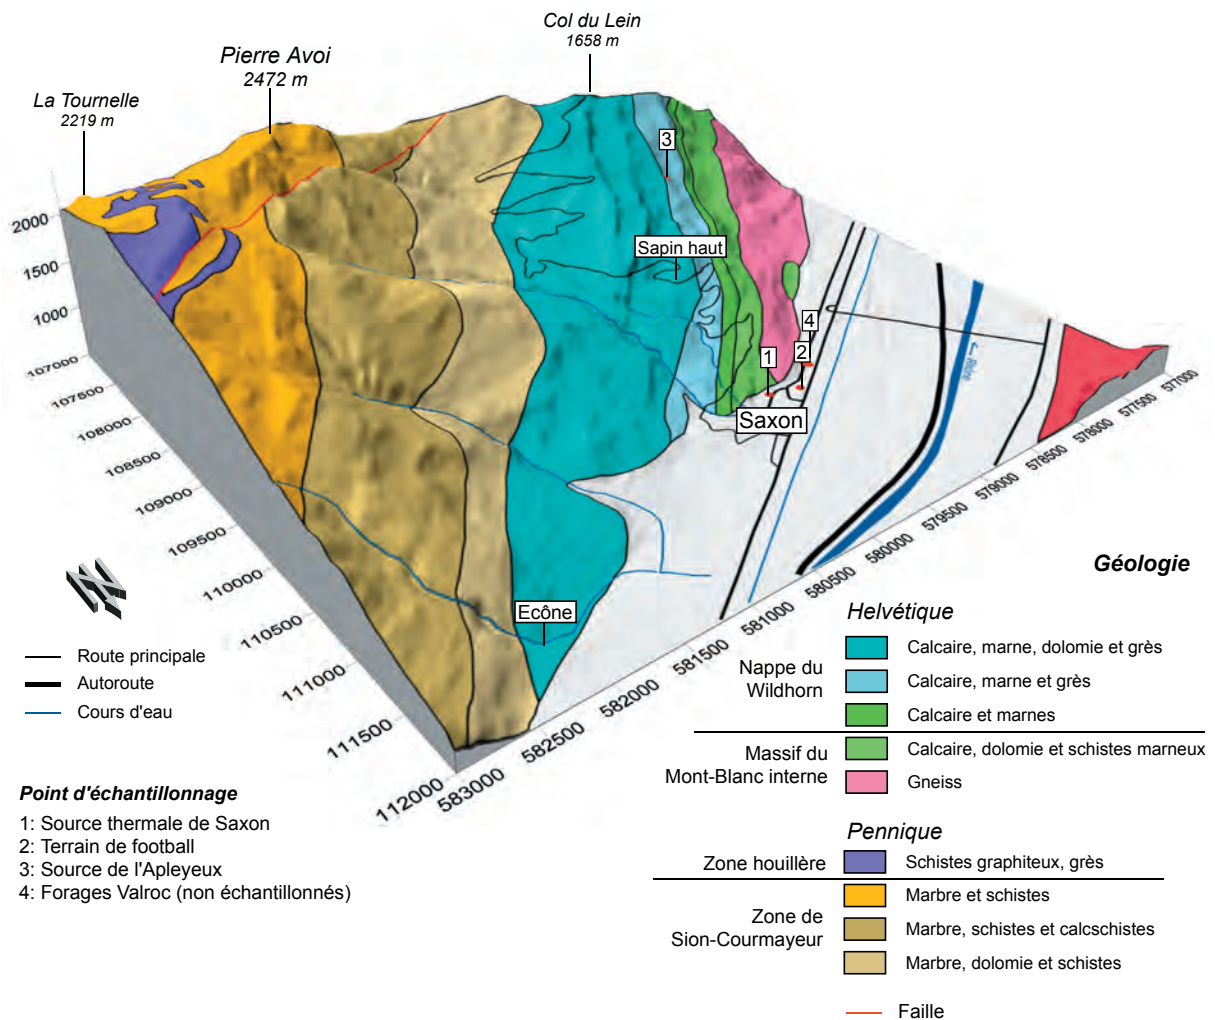 Col du Lein
1658 m
Pierre Avoi
2472 m
La Tournelle
2219 m
3
Sapin haut
4
2
1
Saxon
Ecône
Rhône
2000
1500
1000
107000
107500
108000
108500
109000
109500
110000
110500
111000
111500
112000
583000
582500
582000
581500
581000
580500
580000
579500
579000
578500
578000
577500
577000
N
Route principale
Autoroute
Cours d'eau
Point d'échantillonnage
1: Source thermale de Saxon
2: Terrain de football
3: Source de l'Apleyeux
4: Forages Valroc (non échantillonnés)
Géologie
Helvétique
Nappe du
Wildhorn
Calcaire, marne, dolomie et grès
Calcaire, marne et grès
Calcaire et marnes
Massif du
Mont-Blanc interne
Calcaire, dolomie et schistes marneux
Gneiss
Pennique
Zone houillère
Schistes graphiteux, grès
Zone de
Sion-Courmayeur
Marbre et schistes
Marbre, schistes et calcschistes
Marbre, dolomie et schistes
Faille